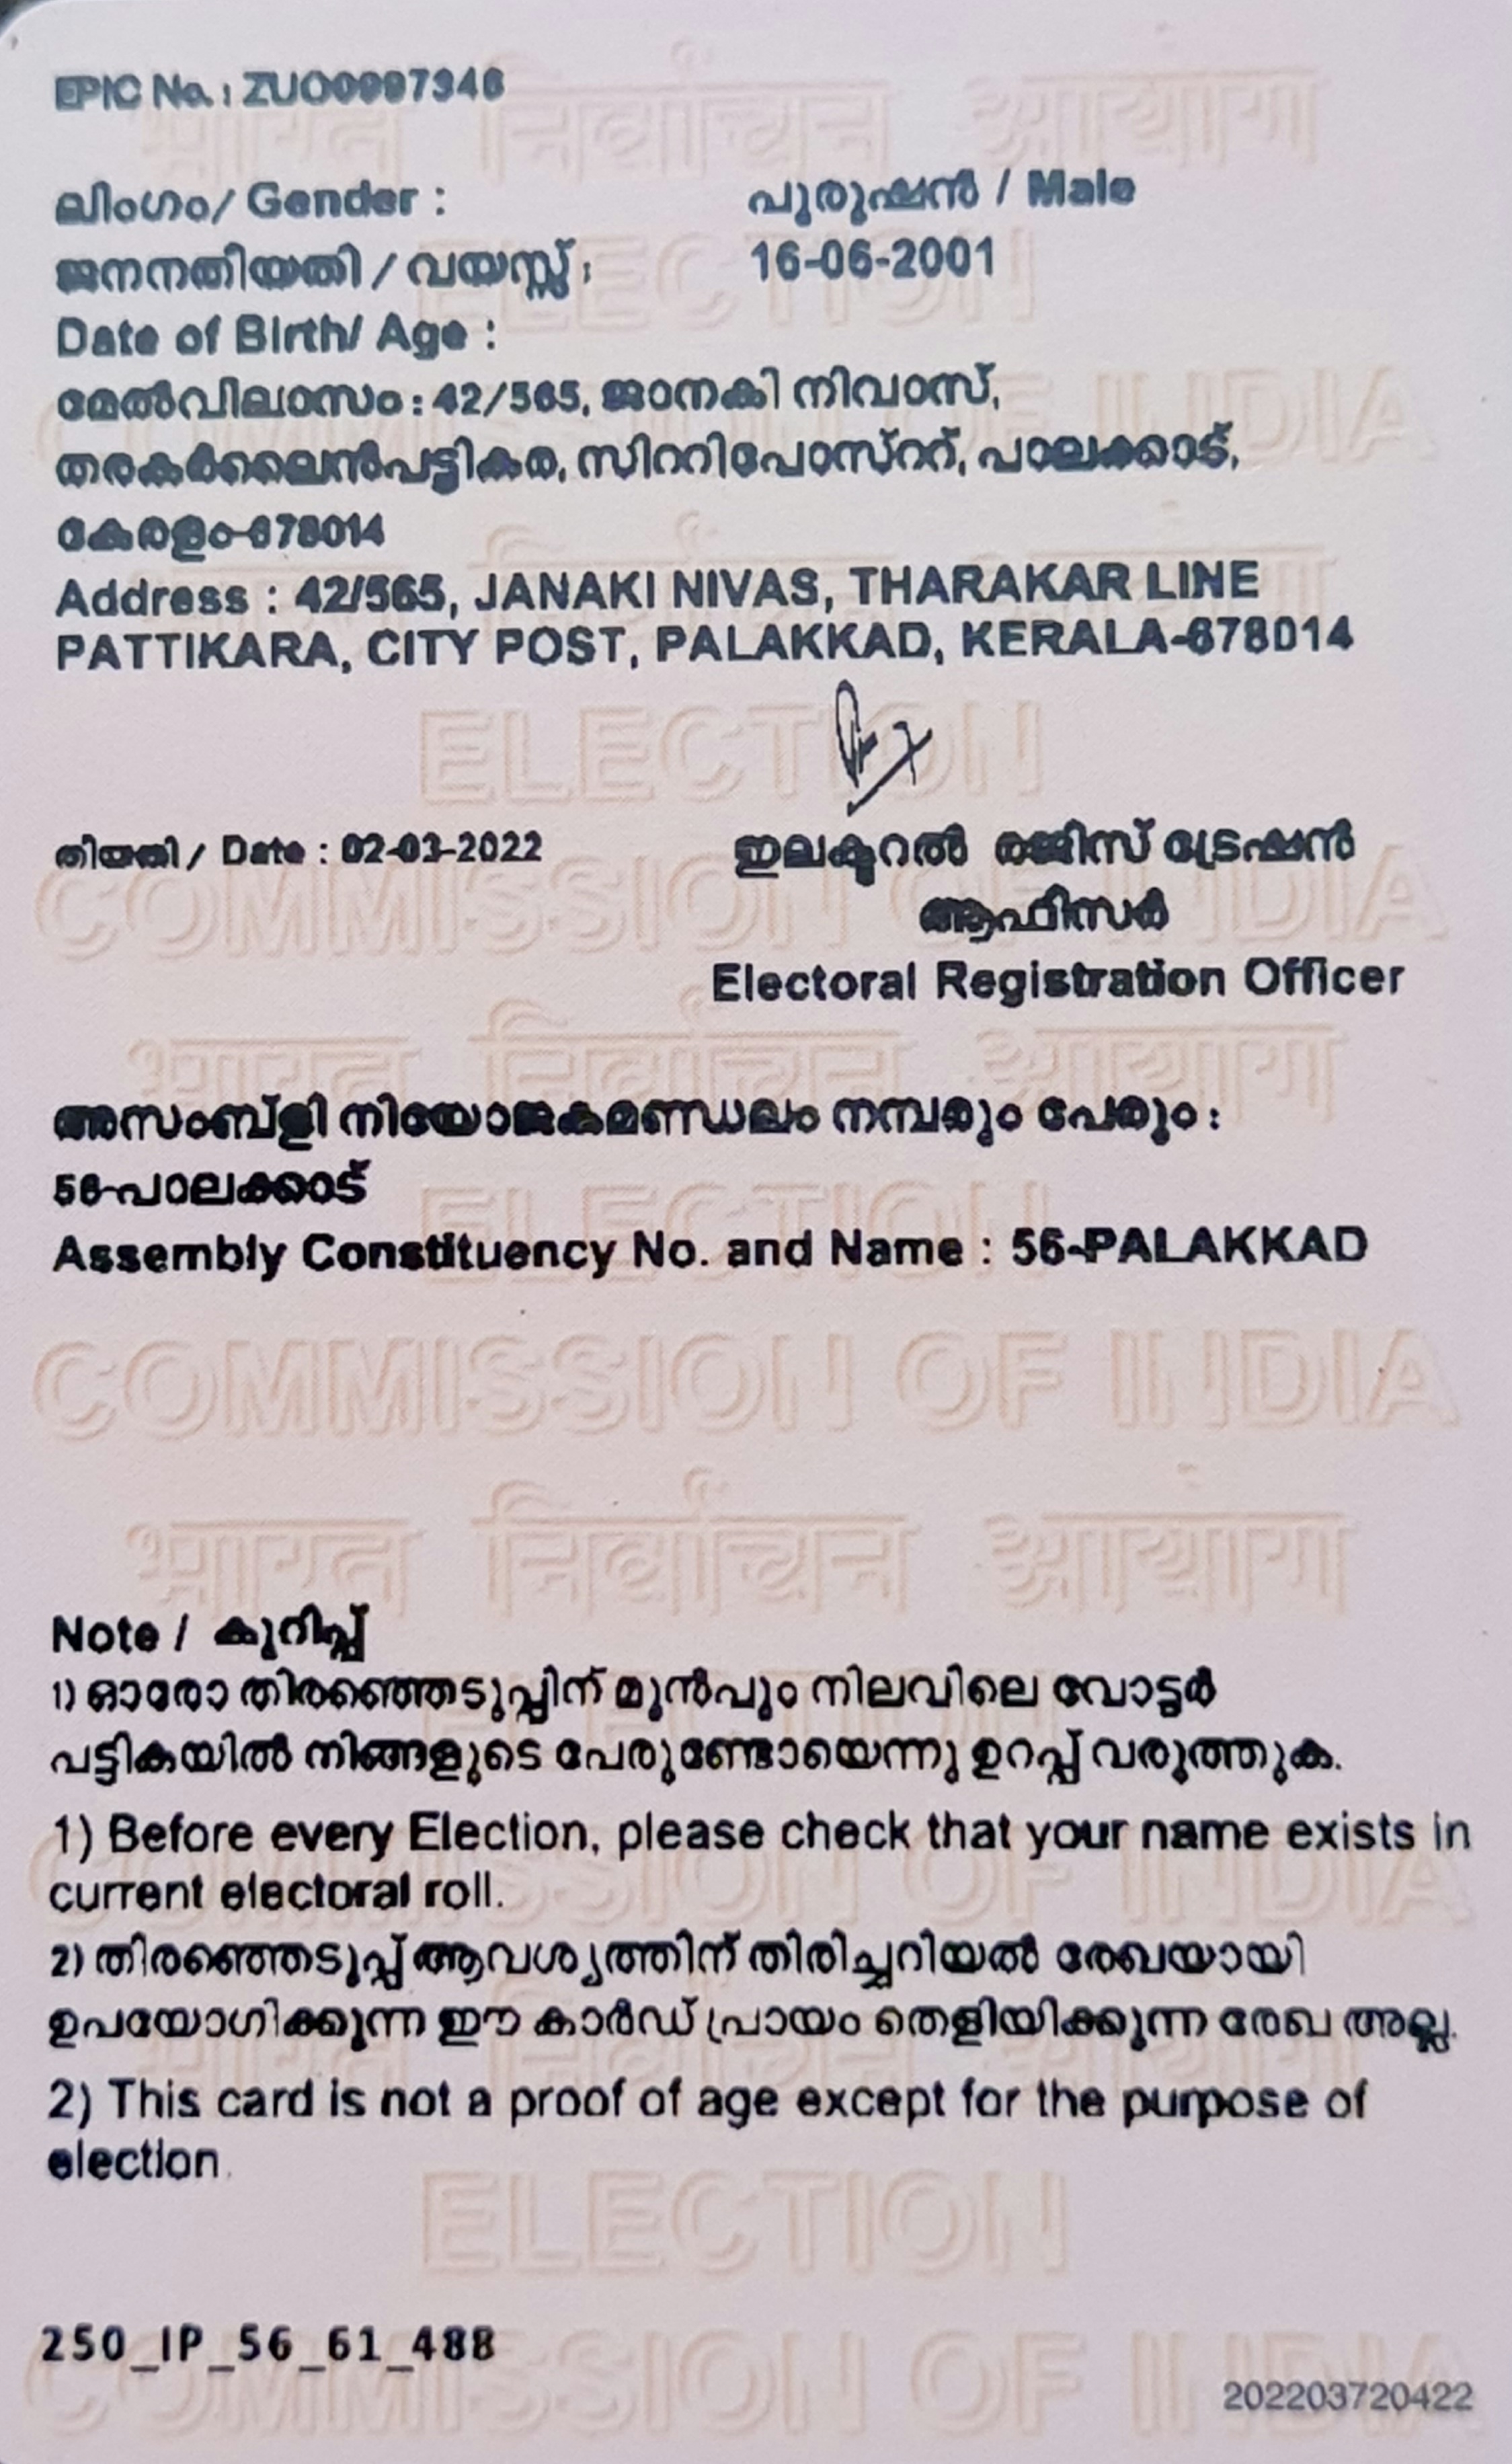 EPIC No. : ZUO0997346
ലിംഗം/ Gender : പുരുഷൻ / Male
ജനനതിയതി / വയസ്സ് : 16-06-2001
Date of Birth/ Age :
മേൽവിലാസം : 42/565, ജാനകി നിവാസ്,
തരകർലൈൻപട്ടികര, സിററിപോസ്ററ്, പാലക്കാട്,
കേരളം-678014
Address : 42/565, JANAKI NIVAS, THARAKAR LINE
PATTIKARA, CITY POST, PALAKKAD, KERALA-678014
തിയതി / Date : 02-03-2022
ഇലക്ടറൽ രജിസ് ട്രേഷൻ
ആഫിസർ
Electoral Registration Officer
അസംബ്ളി നിയോജകമണ്ഡലം നമ്പരും പേരും :
56-പാലക്കാട്
Assembly Constituency No. and Name : 56-PALAKKAD
Note / കുറിപ്പ്
1) ഓരോ തിരഞ്ഞെടുപ്പിന് മുൻപും നിലവിലെ വോട്ടർ
പട്ടികയിൽ നിങ്ങളുടെ പേരുണ്ടോയെന്നു ഉറപ്പ് വരുത്തുക.
1) Before every Election, please check that your name exists in
current electoral roll.
2) തിരഞ്ഞെടുപ്പ് ആവശ്യത്തിന് തിരിച്ചറിയൽ രേഖയായി
ഉപയോഗിക്കുന്ന ഈ കാർഡ് പ്രായം തെളിയിക്കുന്ന രേഖ അല്ല.
2) This card is not a proof of age except for the purpose of
election.
250_IP_56_61_488
202203720422
भारत निर्वाचन आयोग
ELECTION
COMMISSION OF INDIA